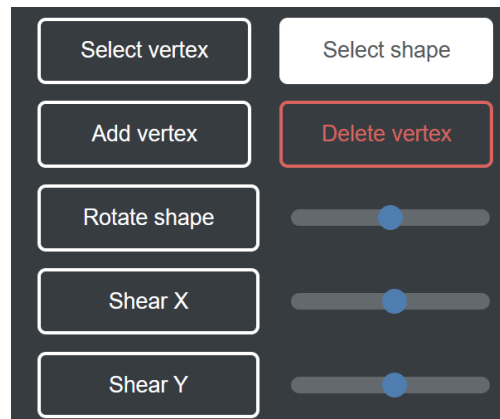 Select vertex
Select shape
Add vertex
Delete vertex
Rotate shape
Shear X
Shear Y